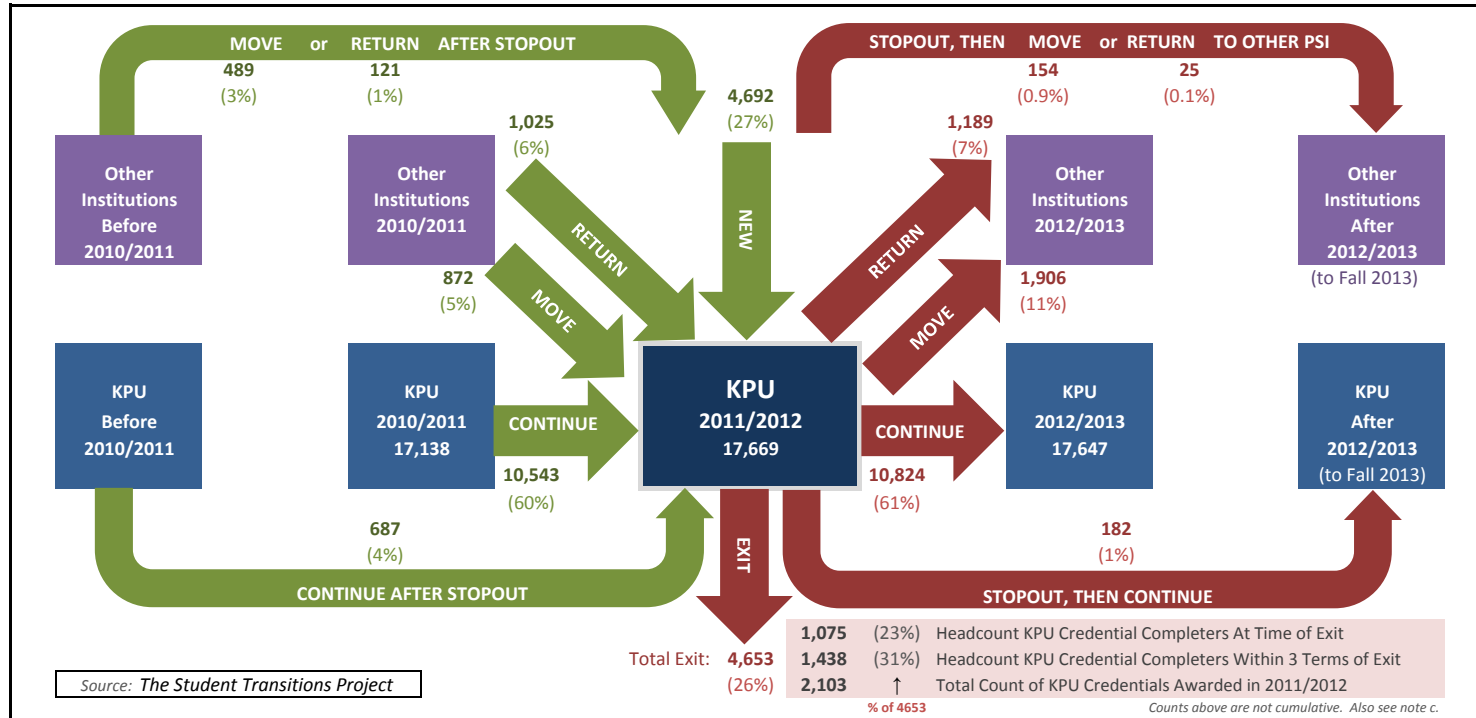 MOVE or RETURN AFTER STOPOUT
489 121
(3%) (1%)
STOPOUT, THEN MOVE or RETURN TO OTHER PSI
154 25
(0.9%) (0.1%)
4,692
(27%)
1,025
(6%)
1,189
(7%)
Other
Institutions
Before
2010/2011
Other
Institutions
2010/2011
NEW
Other
Institutions
2012/2013
Other
Institutions
After
2012/2013
(to Fall 2013)
RETURN
RETURN
872
(5%)
MOVE
MOVE
1,906
(11%)
KPU
Before
2010/2011
KPU
2010/2011
17,138
CONTINUE
10,543
(60%)
KPU
2011/2012
17,669
CONTINUE
10,824
(61%)
KPU
2012/2013
17,647
KPU
After
2012/2013
(to Fall 2013)
687
(4%)
CONTINUE AFTER STOPOUT
EXIT
182
(1%)
STOPOUT, THEN CONTINUE
Total Exit: 4,653
(26%)
1,075 (23%) Headcount KPU Credential Completers At Time of Exit
1,438 (31%) Headcount KPU Credential Completers Within 3 Terms of Exit
2,103 ↑ Total Count of KPU Credentials Awarded in 2011/2012
% of 4653
Counts above are not cumulative. Also see note c.
Source: The Student Transitions Project